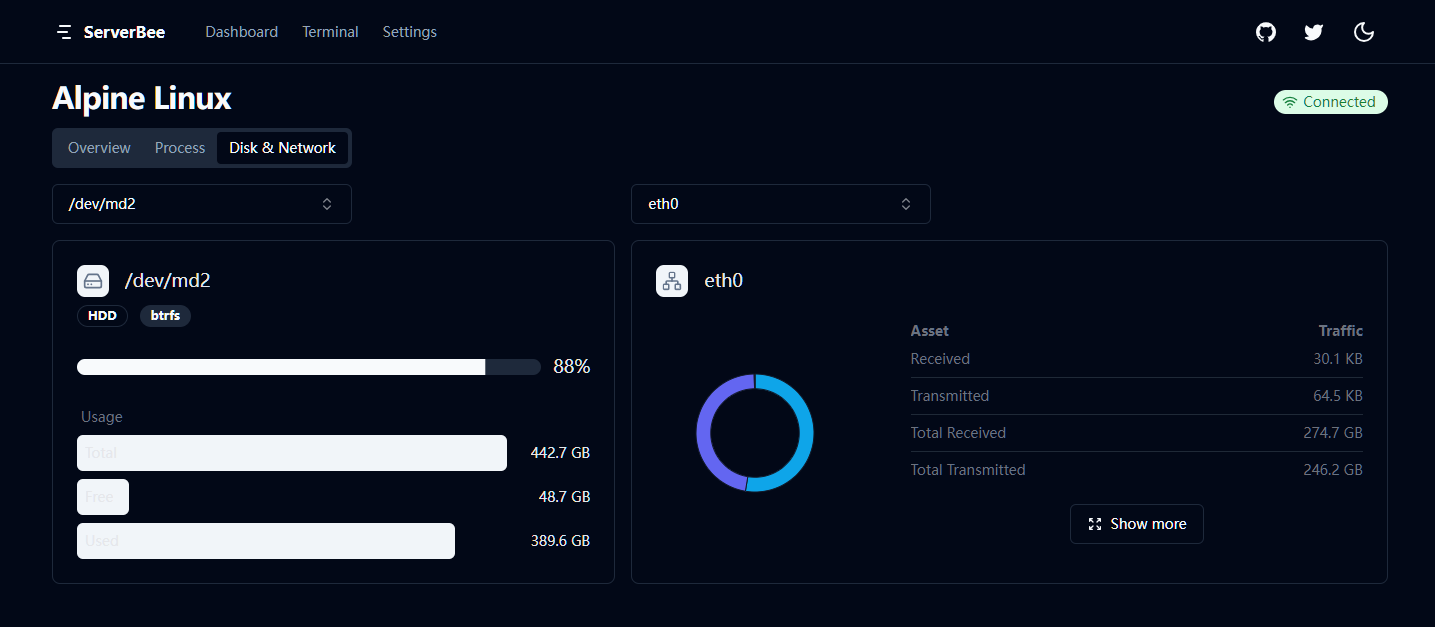 ServerBee Dashboard Terminal Settings
Alpine Linux
Connected
Overview Process Disk & Network
/dev/md2
eth0
/dev/md2
HDD btrfs
88%
Usage
Total 442.7 GB
Free 48.7 GB
Used 389.6 GB
eth0
Asset Traffic
Received 30.1 KB
Transmitted 64.5 KB
Total Received 274.7 GB
Total Transmitted 246.2 GB
Show more